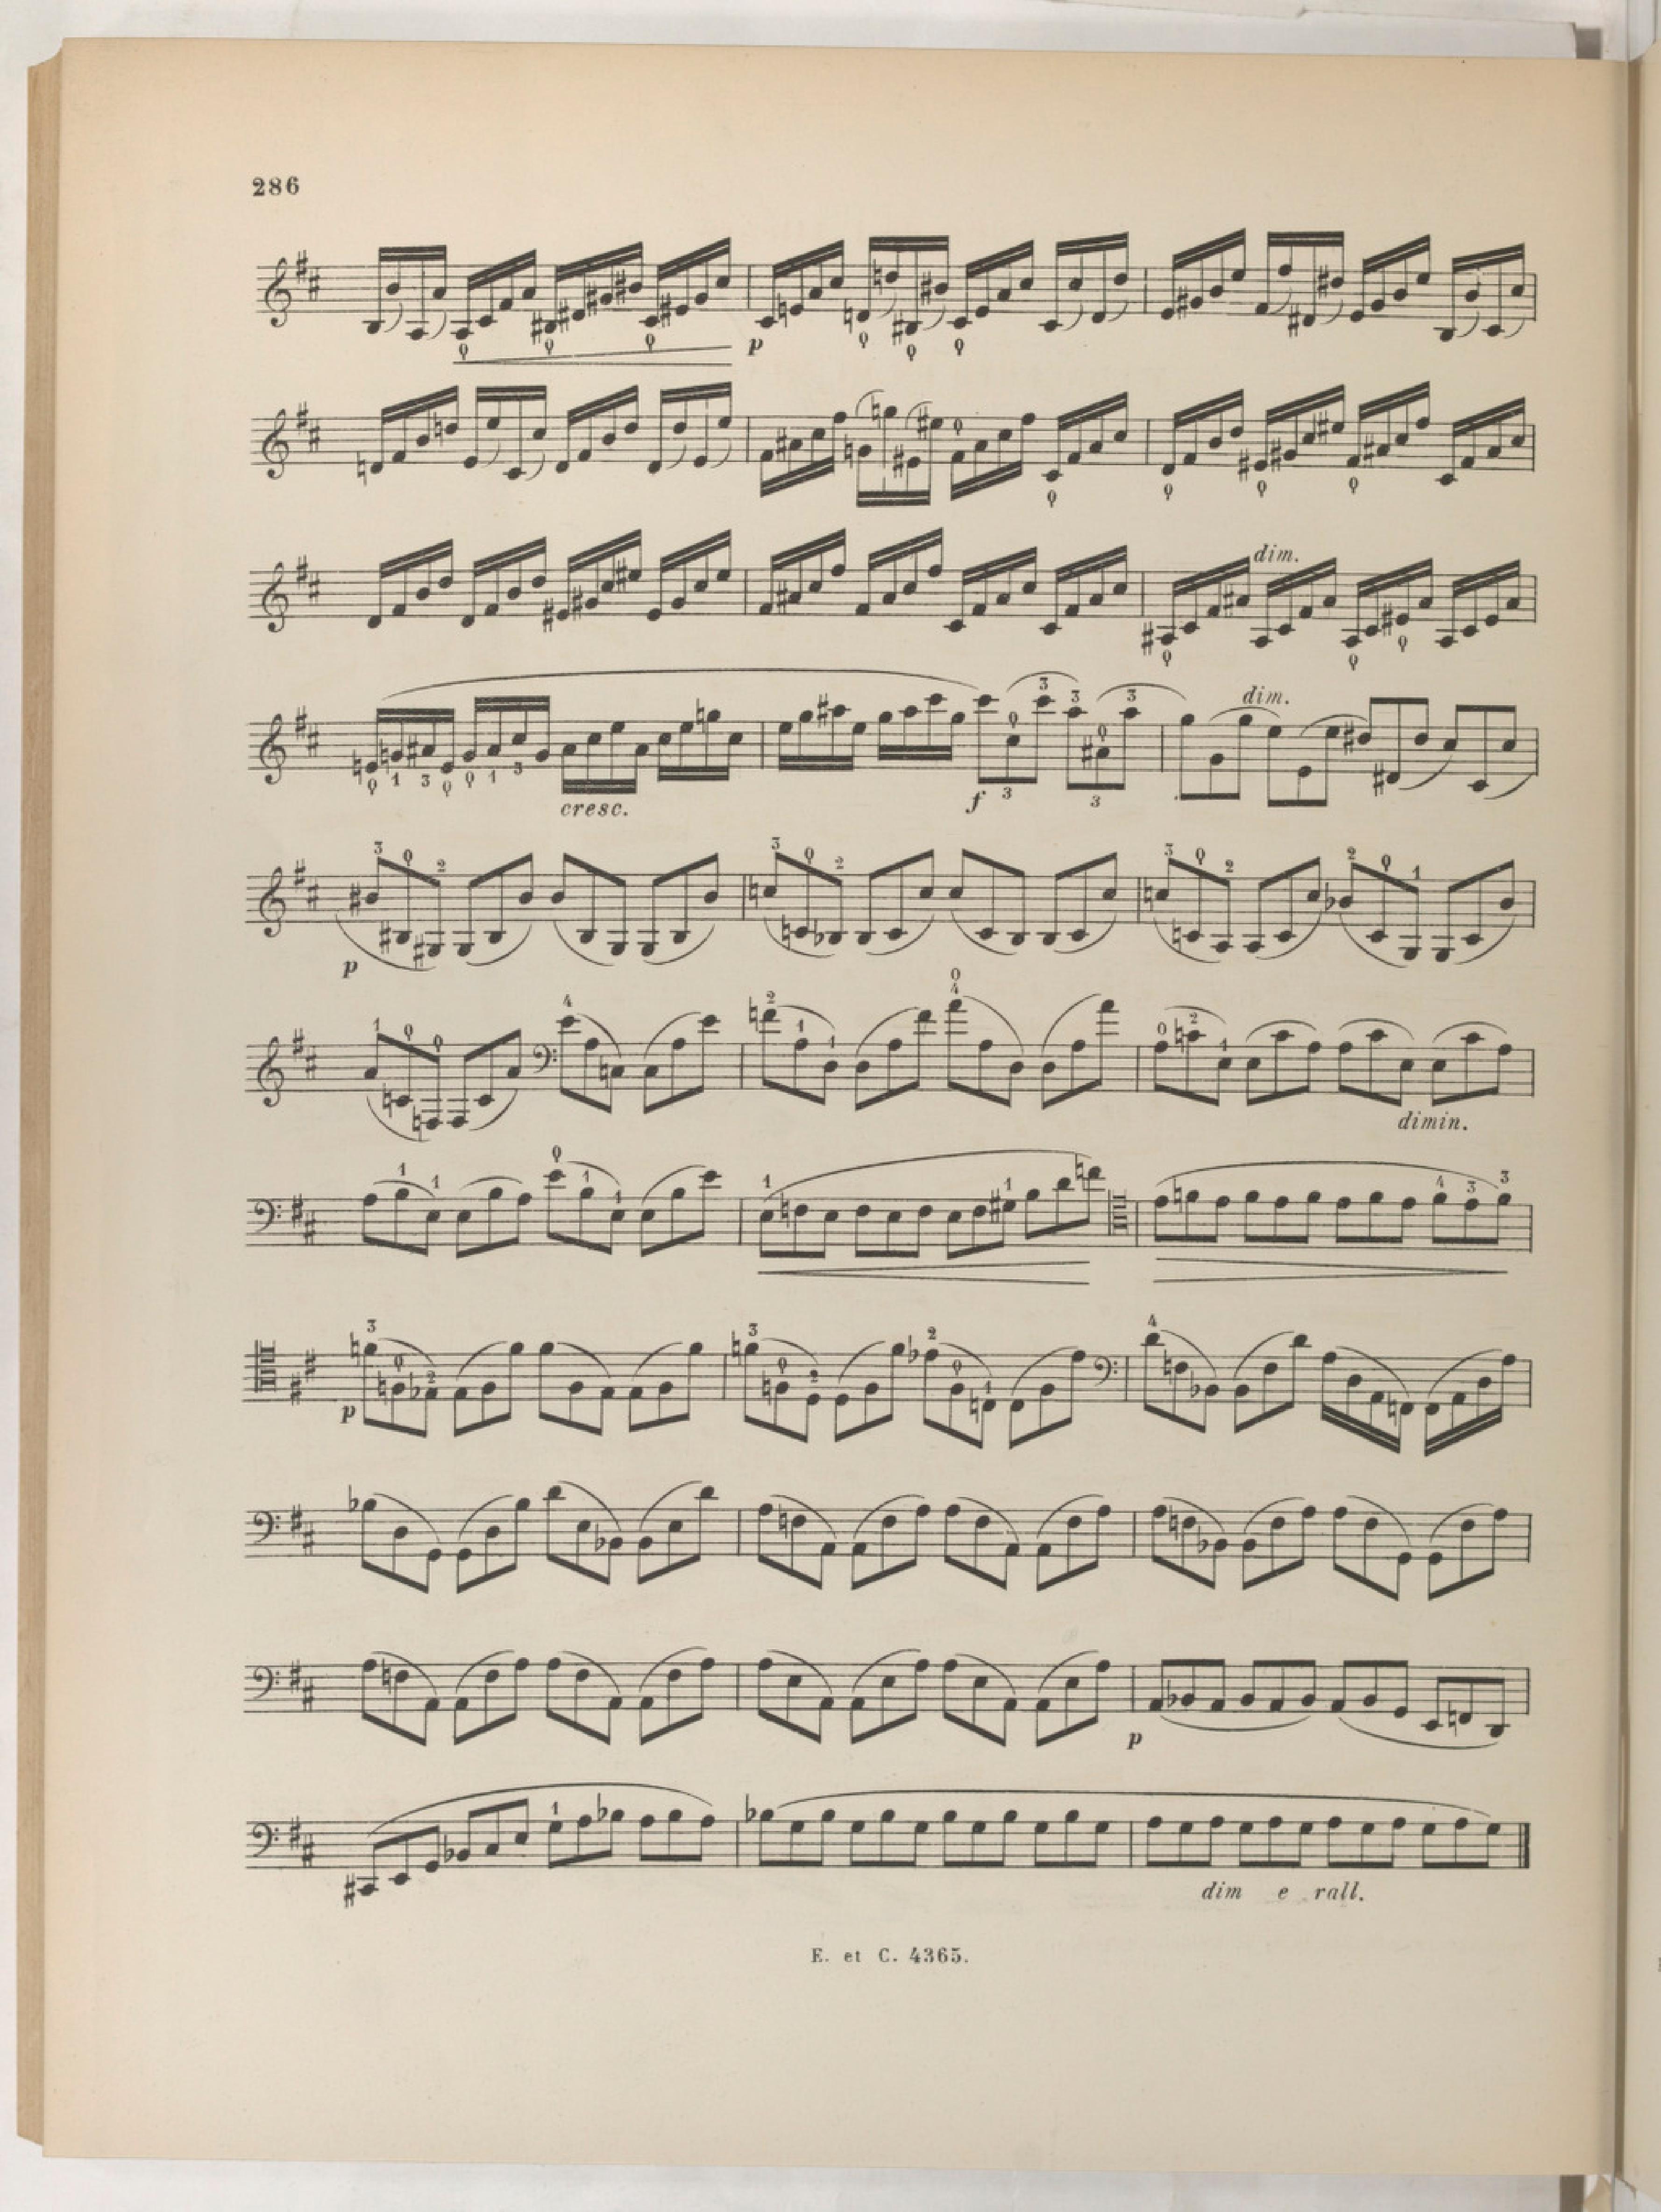 286
p
dim.
dim.
cresc.
f
p
dimin.
p
p
dim e rall.
E. et C. 4365.